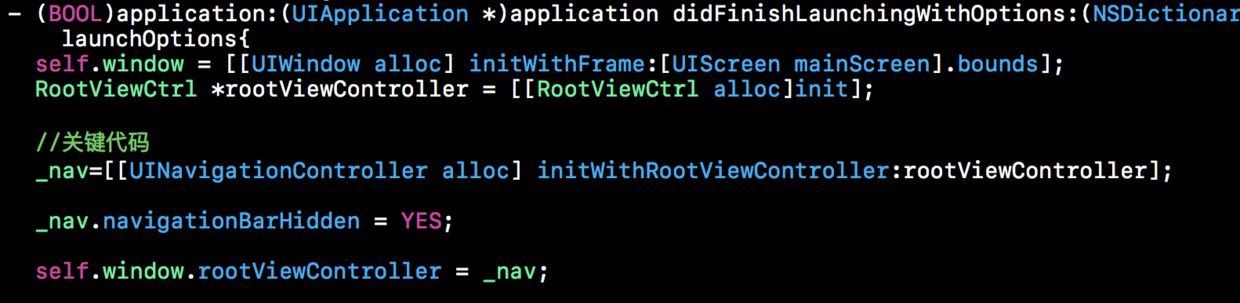 - (BOOL)application:(UIApplication *)application didFinishLaunchingWithOptions:(NSDictionar
launchOptions{
self.window = [[UIWindow alloc] initWithFrame:[UIScreen mainScreen].bounds];
RootViewCtrl *rootViewController = [[RootViewCtrl alloc]init];
//关键代码
_nav=[[UINavigationController alloc] initWithRootViewController:rootViewController];
_nav.navigationBarHidden = YES;
self.window.rootViewController = _nav;